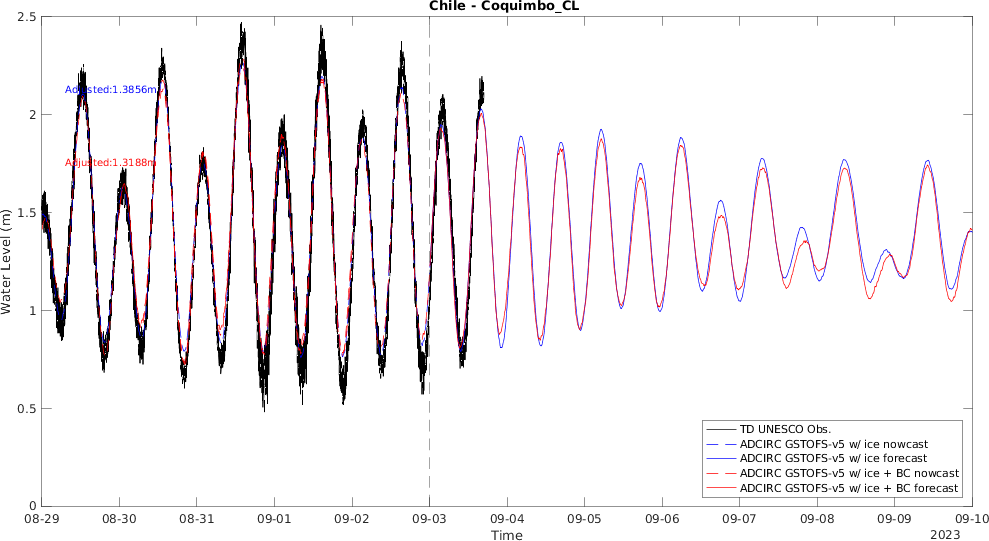 Chile - Coquimbo_CL
2.5
2
1.5
1
0.5
0
Water Level (m)
Adjusted:1.3856m
Adjusted:1.3188m
TD UNESCO Obs.
ADCIRC GSTOFS-v5 w/ ice nowcast
ADCIRC GSTOFS-v5 w/ ice forecast
ADCIRC GSTOFS-v5 w/ ice + BC nowcast
ADCIRC GSTOFS-v5 w/ ice + BC forecast
08-29 08-30 08-31 09-01 09-02 09-03 09-04 09-05 09-06 09-07 09-08 09-09 09-10
Time
2023